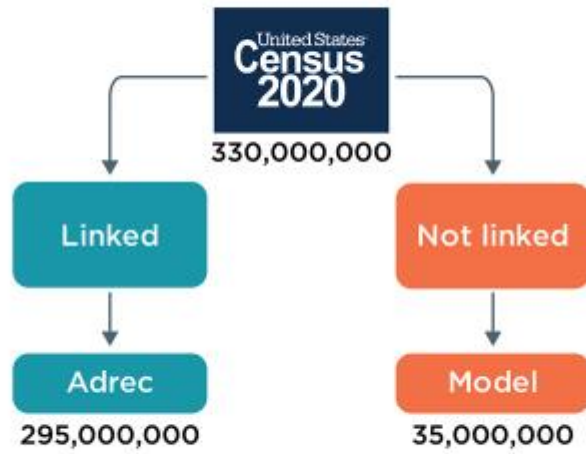 United States
Census
2020
330,000,000
Linked
Not linked
Adrec
Model
295,000,000
35,000,000